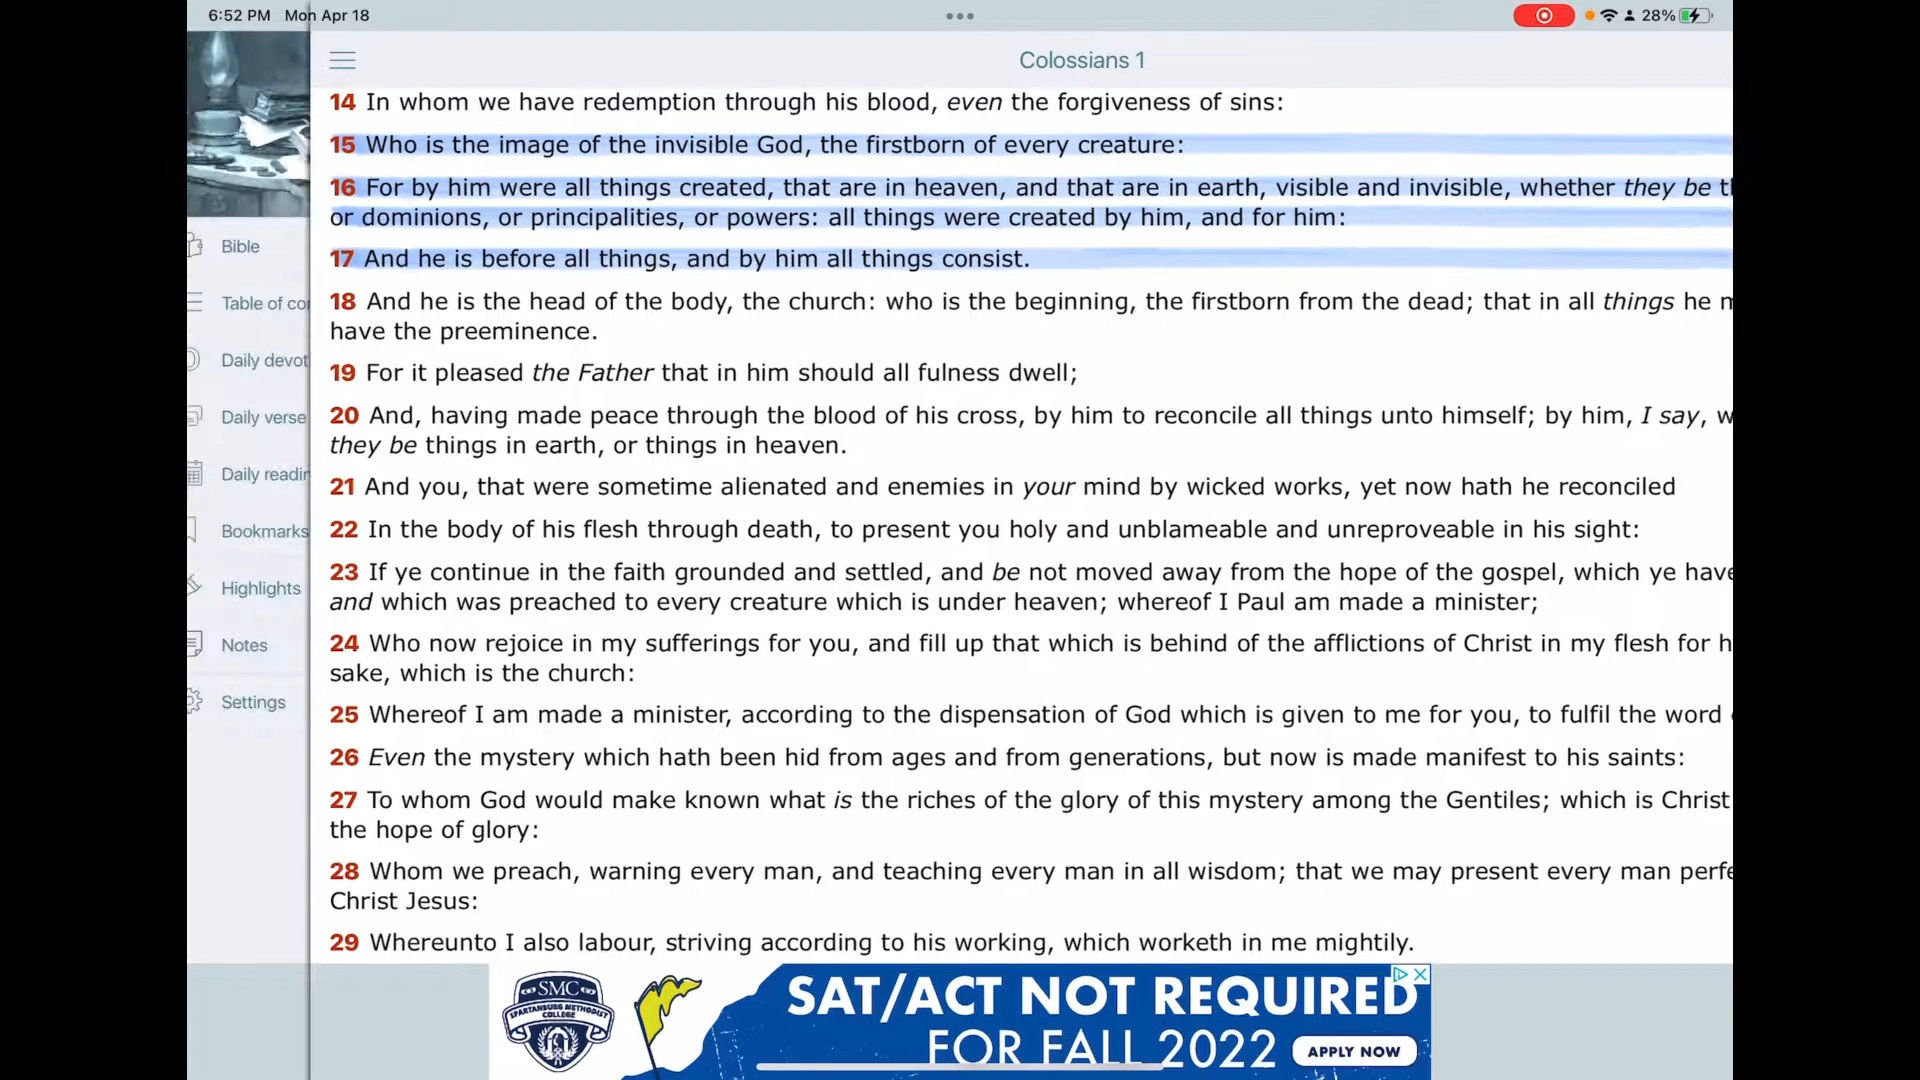 6:52 PM Mon Apr 18
28%
Colossians 1
Bible
Table of
Daily
Daily verse
Daily
Bookmarks
Highlights
Notes
Settings
14 In whom we have redemption through his blood, even the forgiveness of sins:
15 Who is the image of the invisible God, the firstborn of every creature:
16 For by him were all things created, that are in heaven, and that are in earth, visible and invisible, whether they be
or dominions, or principalities, or powers: all things were created by him, and for him:
17 And he is before all things, and by him all things consist.
18 And he is the head of the body, the church: who is the beginning, the firstborn from the dead; that in all things he
have the preeminence.
19 For it pleased the Father that in him should all fulness dwell;
20 And, having made peace through the blood of his cross, by him to reconcile all things unto himself; by him, I say,
they be things in earth, or things in heaven.
21 And you, that were sometime alienated and enemies in your mind by wicked works, yet now hath he reconciled
22 In the body of his flesh through death, to present you holy and unblameable and unreproveable in his sight:
23 If ye continue in the faith grounded and settled, and be not moved away from the hope of the gospel, which ye have
and which was preached to every creature which is under heaven; whereof I Paul am made a minister;
24 Who now rejoice in my sufferings for you, and fill up that which is behind of the afflictions of Christ in my flesh for
sake, which is the church:
25 Whereof I am made a minister, according to the dispensation of God which is given to me for you, to fulfil the word
26 Even the mystery which hath been hid from ages and from generations, but now is made manifest to his saints:
27 To whom God would make known what is the riches of the glory of this mystery among the Gentiles; which is Christ
the hope of glory:
28 Whom we preach, warning every man, and teaching every man in all wisdom; that we may present every man
Christ Jesus:
29 Whereunto I also labour, striving according to his working, which worketh in me mightily.
SMC
SPARTANBURG METHODIST
COLLEGE
SAT/ACT NOT REQUIRED
FOR FALL 2022
APPLY NOW